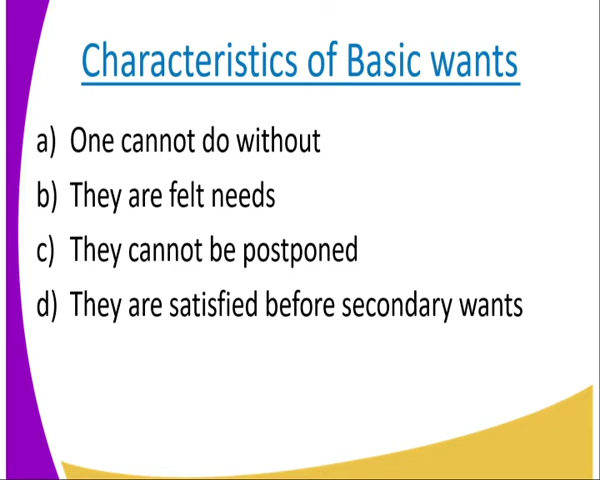 Characteristics of Basic wants
a) One cannot do without
b) They are felt needs
c) They cannot be postponed
d) They are satisfied before secondary wants